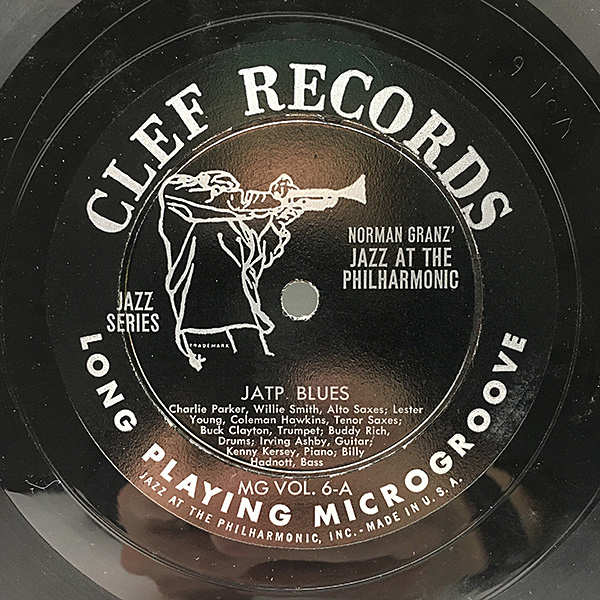 CLEF RECORDS
NORMAN GRANZ'
JAZZ AT THE
PHILHARMONIC
JAZZ
SERIES
TRADEMARK
JATP BLUES
Charlie Parker, Willie Smith, Alto Saxes; Lester
Young, Coleman Hawkins, Tenor Saxes;
Buck Clayton, Trumpet; Buddy Rich,
Drums; Irving Ashby, Guitar;
Kenny Kersey, Piano; Billy
Hadnott, Bass
MG VOL. 6-A
LONG PLAYING MICROGROOVE
JAZZ AT THE PHILHARMONIC, INC.-MADE IN U.S.A.